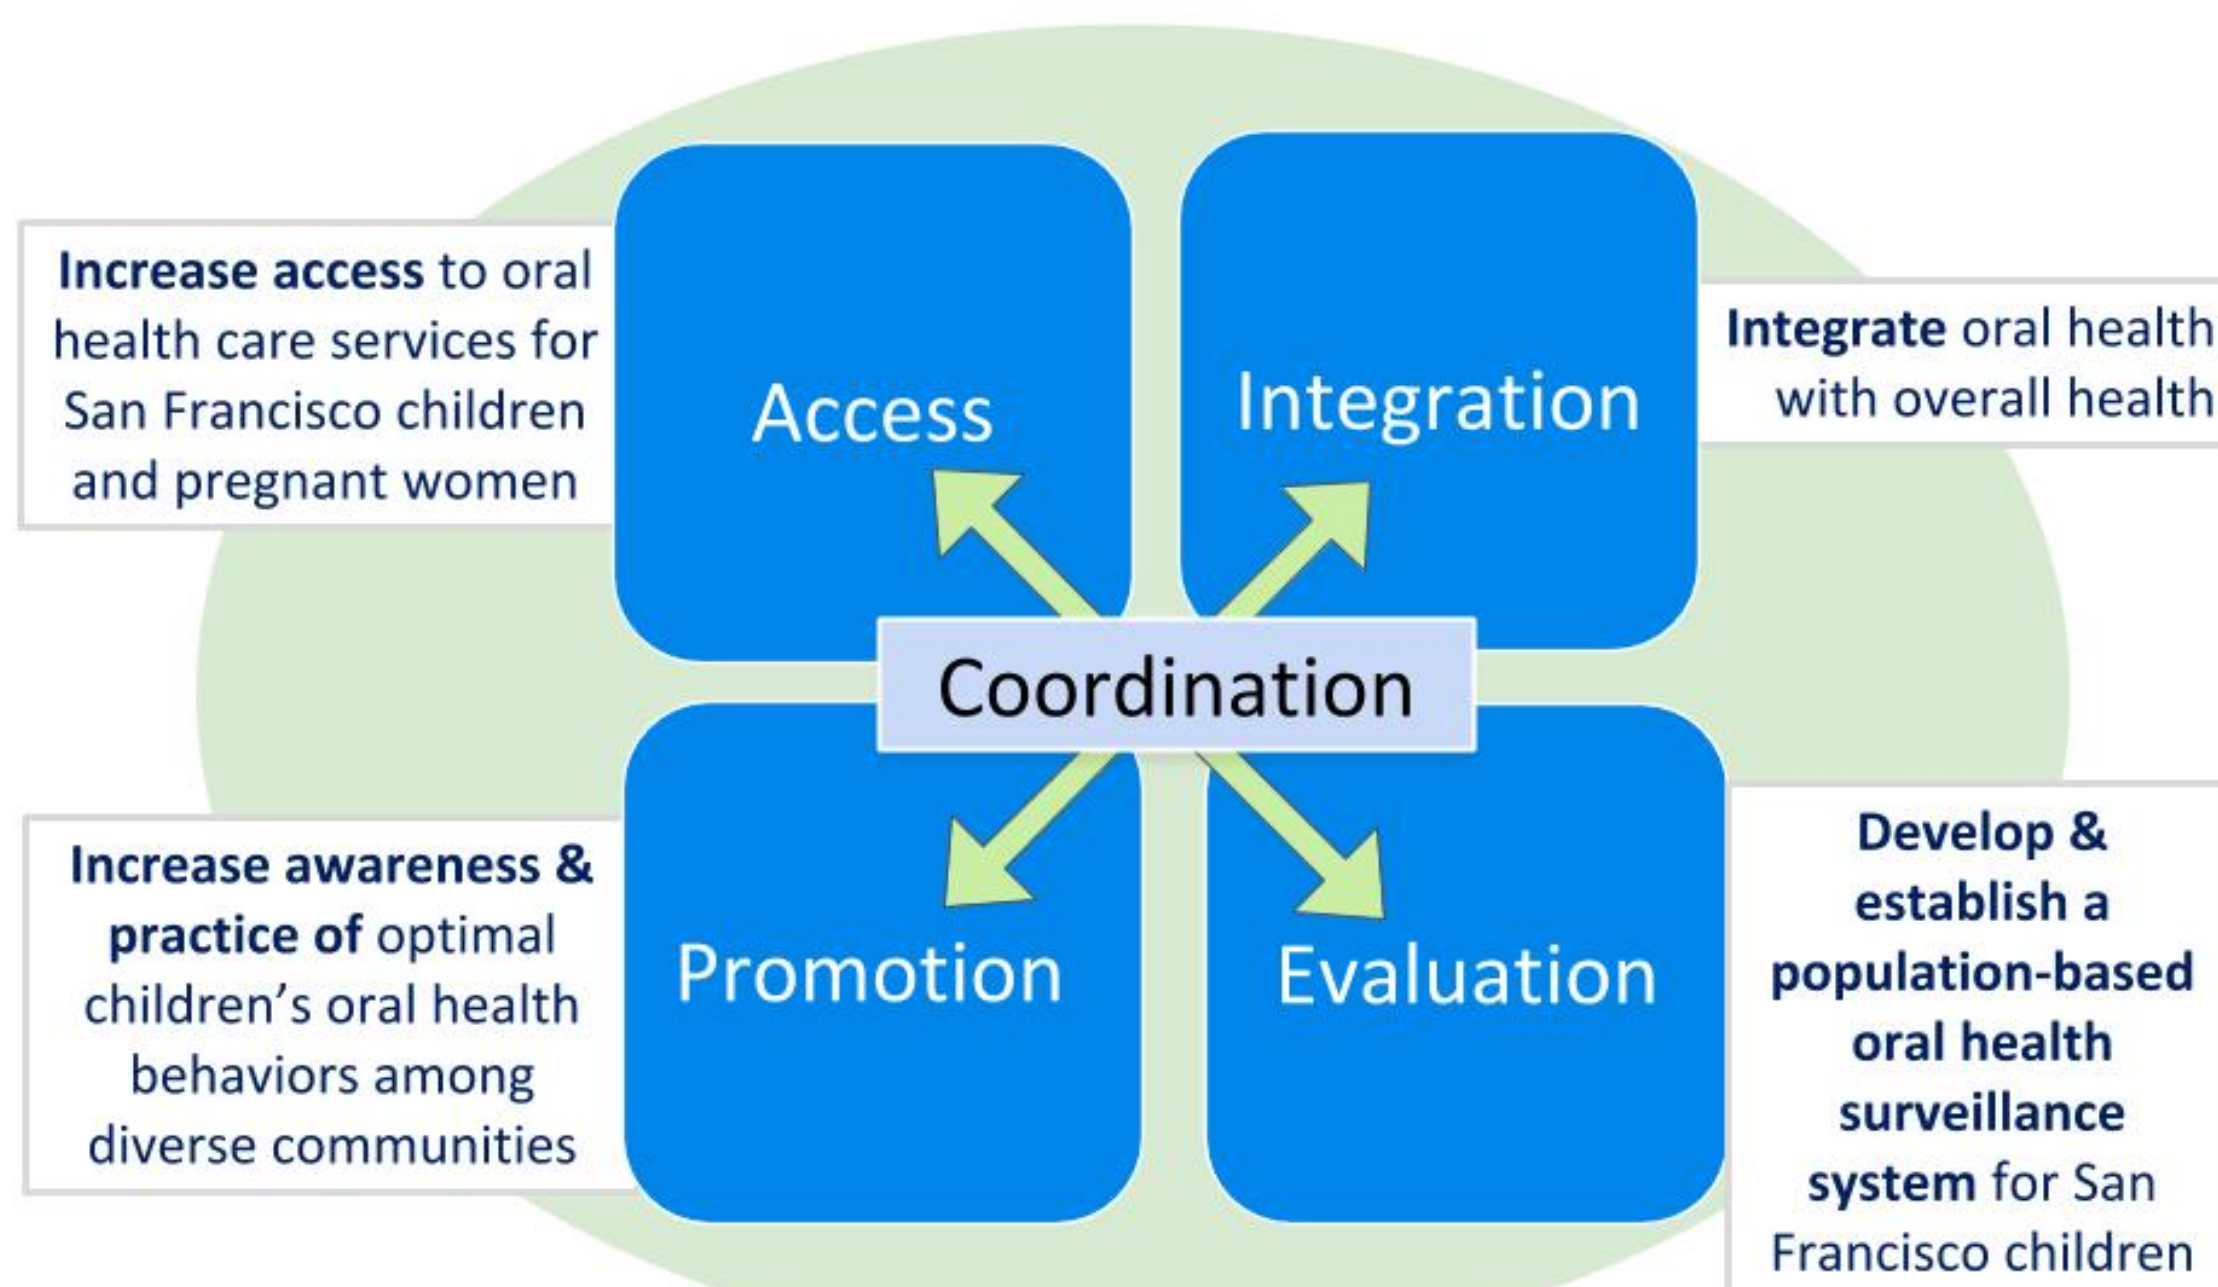 Increase access to oral
health care services for
San Francisco children
and pregnant women
Access
Integration
Integrate oral health
with overall health
Coordination
Increase awareness &
practice of optimal
children’s oral health
behaviors among
diverse communities
Promotion
Evaluation
Develop &
establish a
population-based
oral health
surveillance
system for San
Francisco children